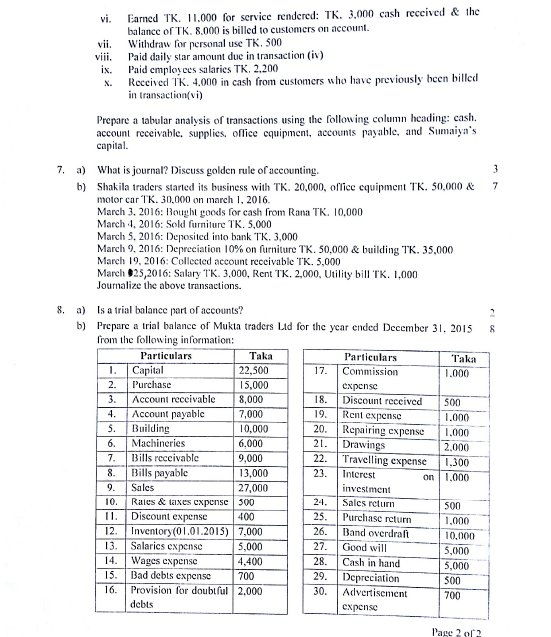 vi. Earned TK. 11,000 for service rendered: TK. 3,000 cash received & the
balance of TK. 8,000 is billed to customers on account.
vii. Withdraw for personal use TK. 500
viii. Paid daily star amount due in transaction (iv)
ix. Paid employees salaries TK. 2,200
x. Received TK. 4,000 in cash from customers who have previously been billed
in transaction(vi)
Prepare a tabular analysis of transactions using the following column heading: cash,
account receivable, supplies, office equipment, accounts payable, and Sumaiya's
capital.
7. a) What is journal? Discuss golden rule of accounting. 3
b) Shakila traders started its business with TK. 20,000, office equipment TK. 50,000 & 7
motor car TK. 30,000 on march 1, 2016.
March 3, 2016: Bought goods for cash from Rana TK. 10,000
March 4, 2016: Sold furniture TK. 5,000
March 5, 2016: Deposited into bank TK. 3,000
March 9, 2016: Depreciation 10% on furniture TK. 50,000 & building TK. 35,000
March 19, 2016: Collected account receivable TK. 5,000
March 25,2016: Salary TK. 3,000, Rent TK. 2,000, Utility bill TK. 1,000
Journalize the above transactions.
8. a) Is a trial balance part of accounts? 2
b) Prepare a trial balance of Mukta traders Ltd for the year ended December 31, 2015 8
from the following information:
Particulars Taka
1. Capital 22,500
2. Purchase 15,000
3. Account receivable 8,000
4. Account payable 7,000
5. Building 10,000
6. Machineries 6,000
7. Bills receivable 9,000
8. Bills payable 13,000
9. Sales 27,000
10. Rates & taxes expense 500
11. Discount expense 400
12. Inventory(01.01.2015) 7,000
13. Salaries expense 5,000
14. Wages expense 4,400
15. Bad debts expense 700
16. Provision for doubtful 2,000
debts
Particulars Taka
17. Commission 1,000
expense
18. Discount received 500
19. Rent expense 1,000
20. Repairing expense 1,000
21. Drawings 2,000
22. Travelling expense 1,300
23. Interest on 1,000
investment
24. Sales return 500
25. Purchase return 1,000
26. Band overdraft 10,000
27. Good will 5,000
28. Cash in hand 5,000
29. Depreciation 500
30. Advertisement 700
expense
Page 2 of 2